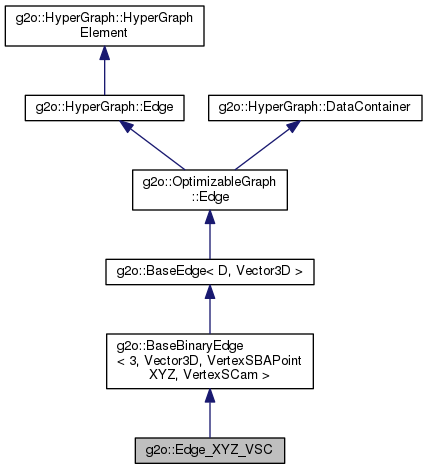 g2o::HyperGraph::HyperGraph
Element
g2o::HyperGraph::Edge
g2o::HyperGraph::DataContainer
g2o::OptimizableGraph
::Edge
g2o::BaseEdge< D, Vector3D >
g2o::BaseBinaryEdge
< 3, Vector3D, VertexSBAPoint
XYZ, VertexSCam >
g2o::Edge_XYZ_VSC